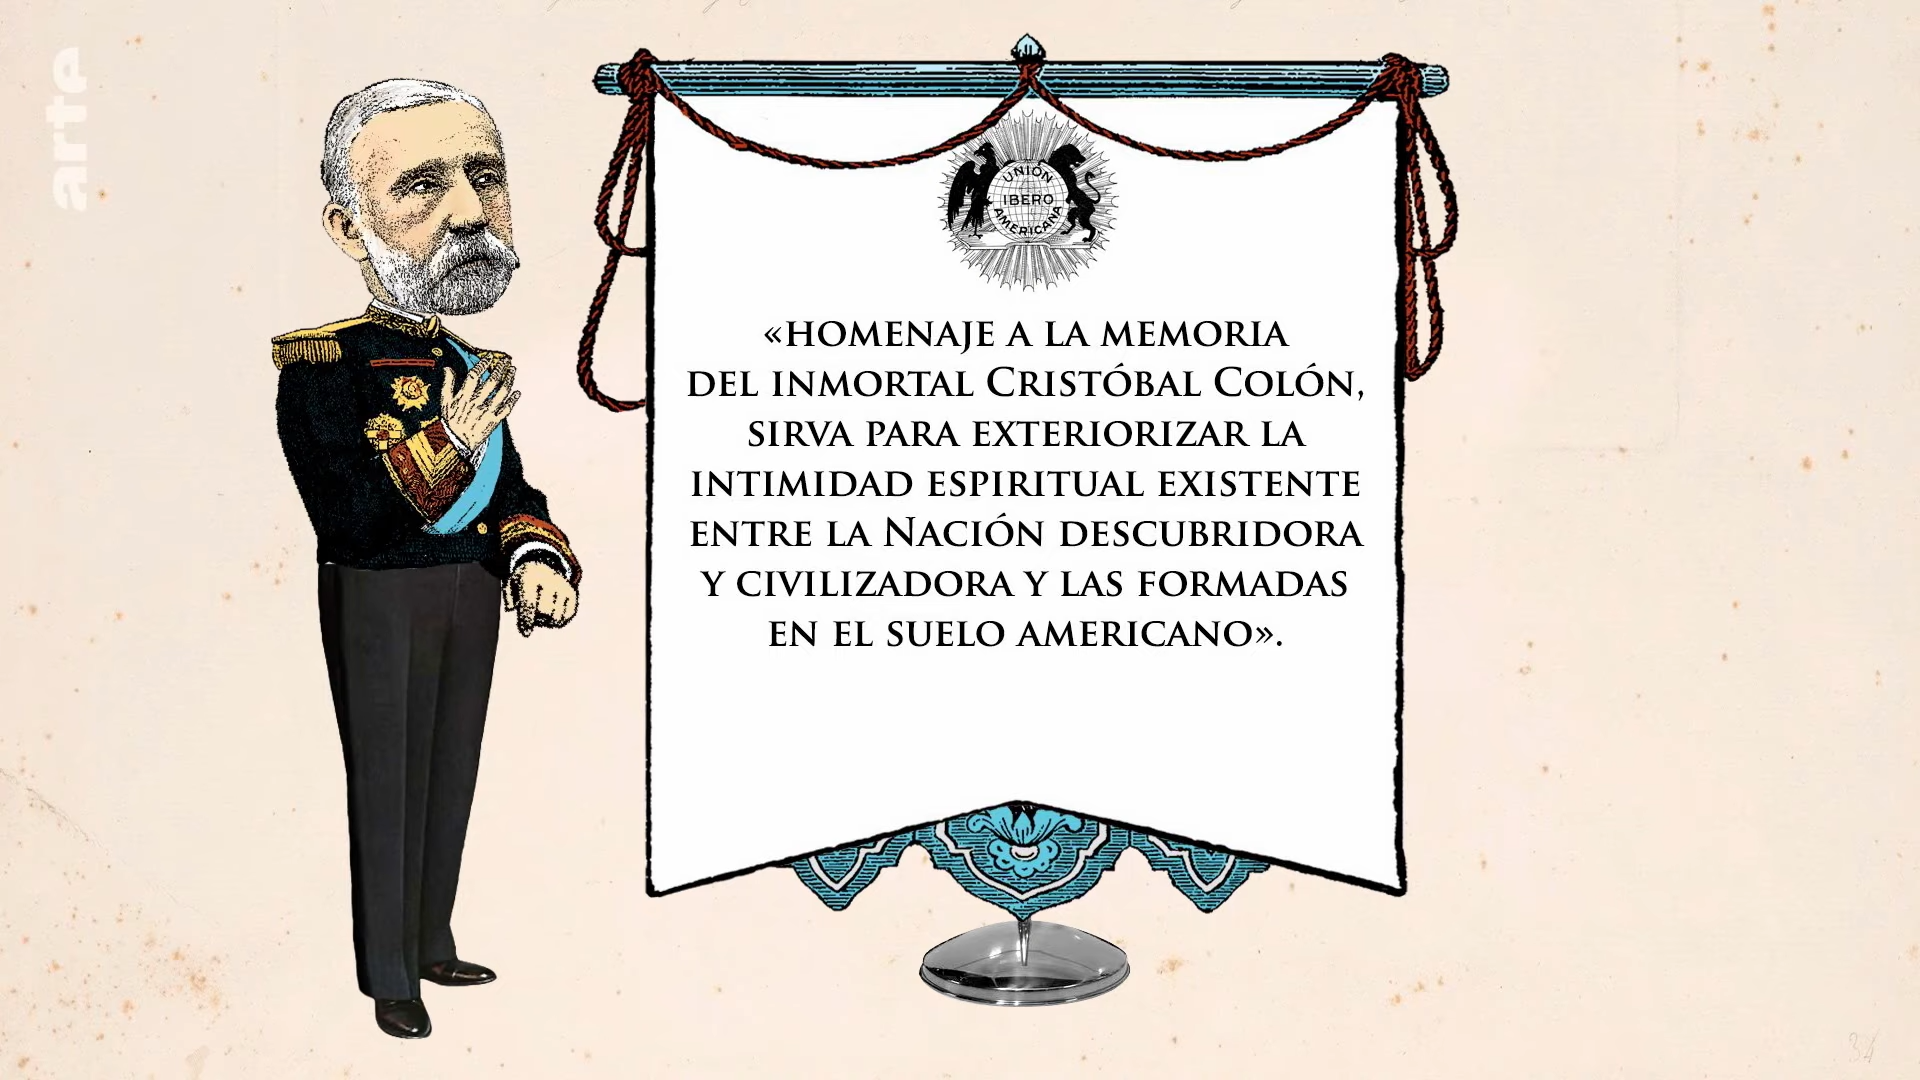 arte
UNIÓN
IBERO
AMERICANA
«HOMENAJE A LA MEMORIA
DEL INMORTAL CRISTÓBAL COLÓN,
SIRVA PARA EXTERIORIZAR LA
INTIMIDAD ESPIRITUAL EXISTENTE
ENTRE LA NACIÓN DESCUBRIDORA
Y CIVILIZADORA Y LAS FORMADAS
EN EL SUELO AMERICANO».
34